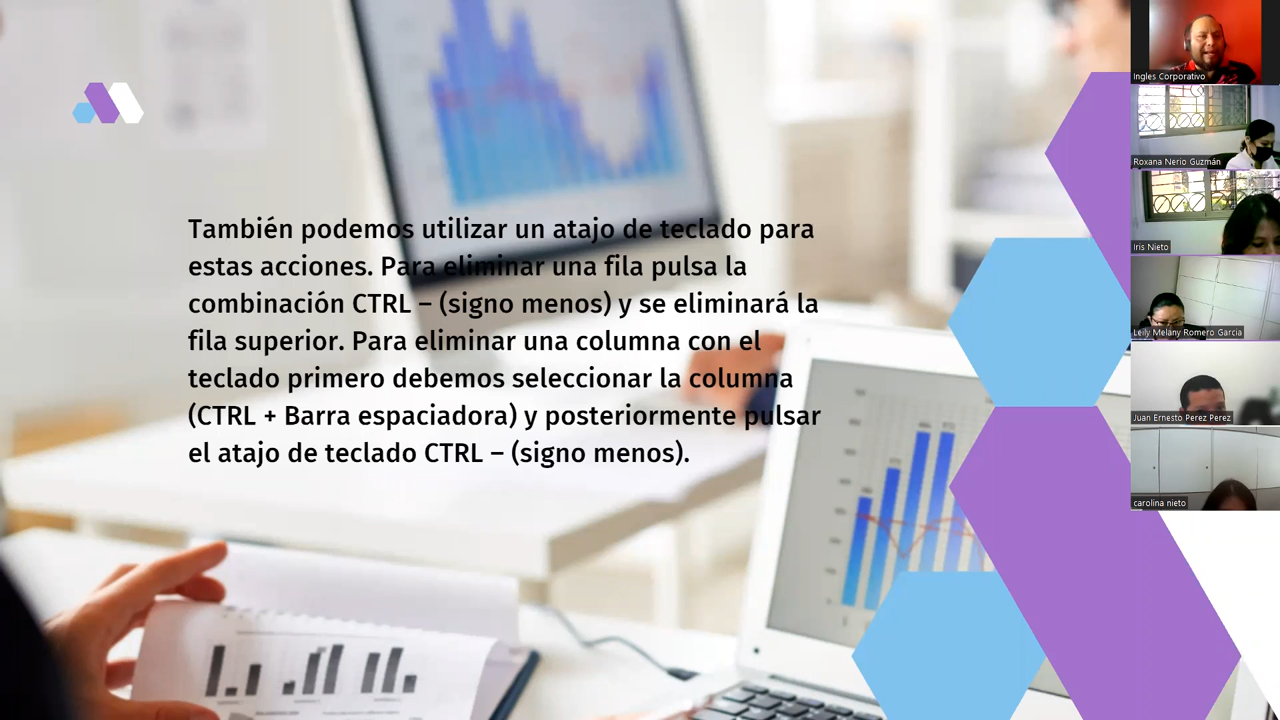 También podemos utilizar un atajo de teclado para
estas acciones. Para eliminar una fila pulsa la
combinación CTRL – (signo menos) y se eliminará la
fila superior. Para eliminar una columna con el
teclado primero debemos seleccionar la columna
(CTRL + Barra espaciadora) y posteriormente pulsar
el atajo de teclado CTRL – (signo menos).
Ingles Corporativo
Roxana Nerio Guzmán
Iris Nieto
Leily Melany Romero Garcia
Juan Ernesto Perez Perez
carolina nieto